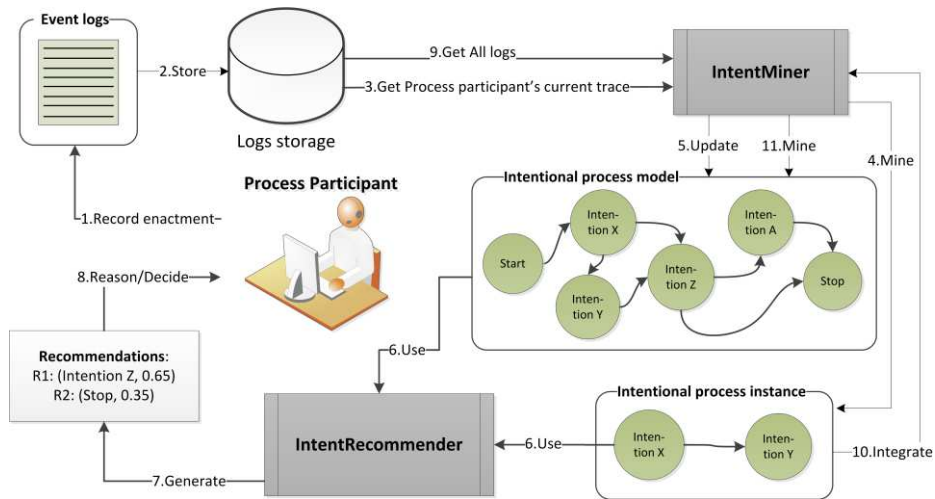 Event logs
2.Store
9.Get All logs
3.Get Process participant's current trace
IntentMiner
Logs storage
5.Update
11.Mine
4.Mine
Process Participant
1.Record enactment
Intentional process model
Start
Inten-
tion X
Inten-
tion Y
Inten-
tion Z
Inten-
tion A
Stop
8.Reason/Decide
6.Use
Recommendations:
R1: (Intention Z, 0.65)
R2: (Stop, 0.35)
IntentRecommender
7.Generate
6.Use
Intentional process instance
Inten-
tion X
Inten-
tion Y
10.Integrate